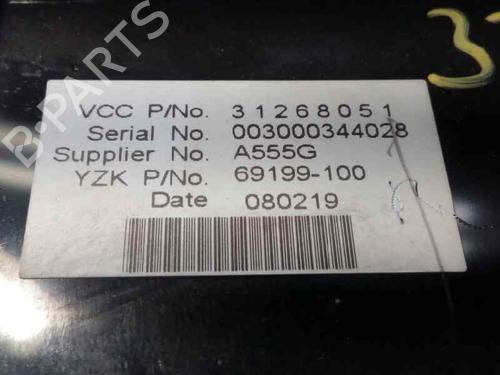 B-PARTS
VCC P/No. 31268051
Serial No. 003000344028
Supplier No. A555G
YZK P/No. 69199-100
Date 080219